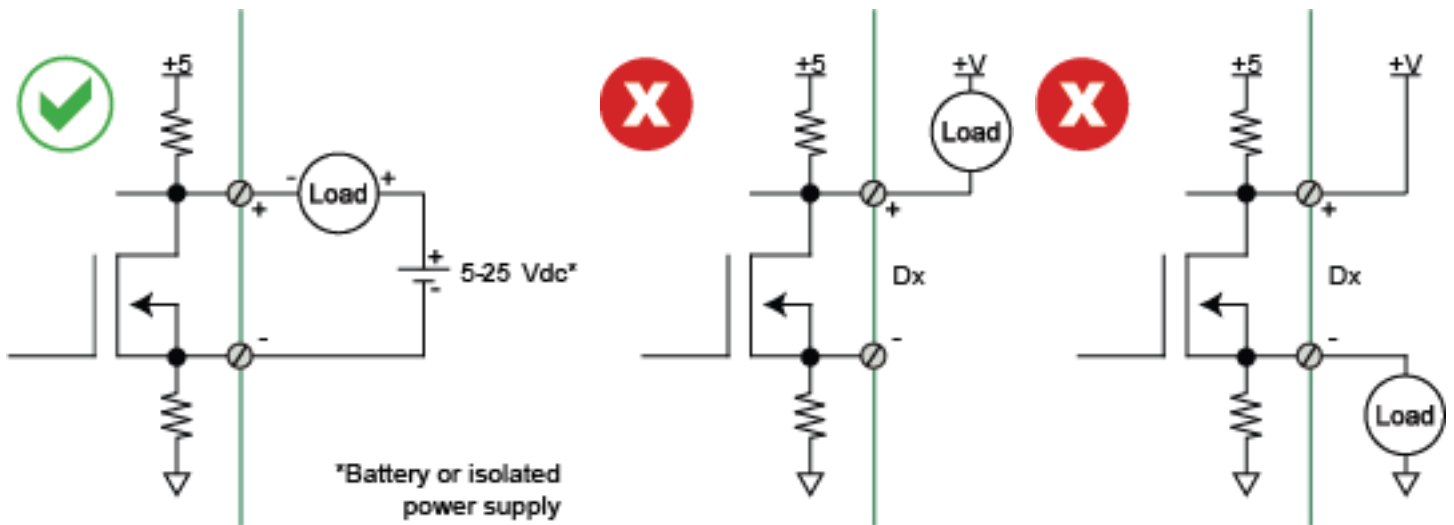 +5
- Load +
+
+
- 5-25 Vdc*
-
*Battery or isolated
power supply
X
+5
+V
Load
+
Dx
-
X
+5
+V
+
Dx
-
Load